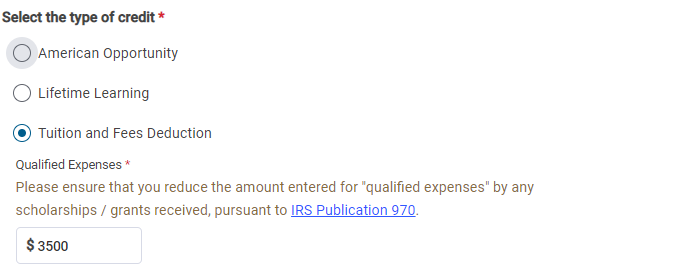 Select the type of credit *
American Opportunity
Lifetime Learning
Tuition and Fees Deduction
Qualified Expenses *
Please ensure that you reduce the amount entered for "qualified expenses" by any
scholarships / grants received, pursuant to IRS Publication 970.
$ 3500